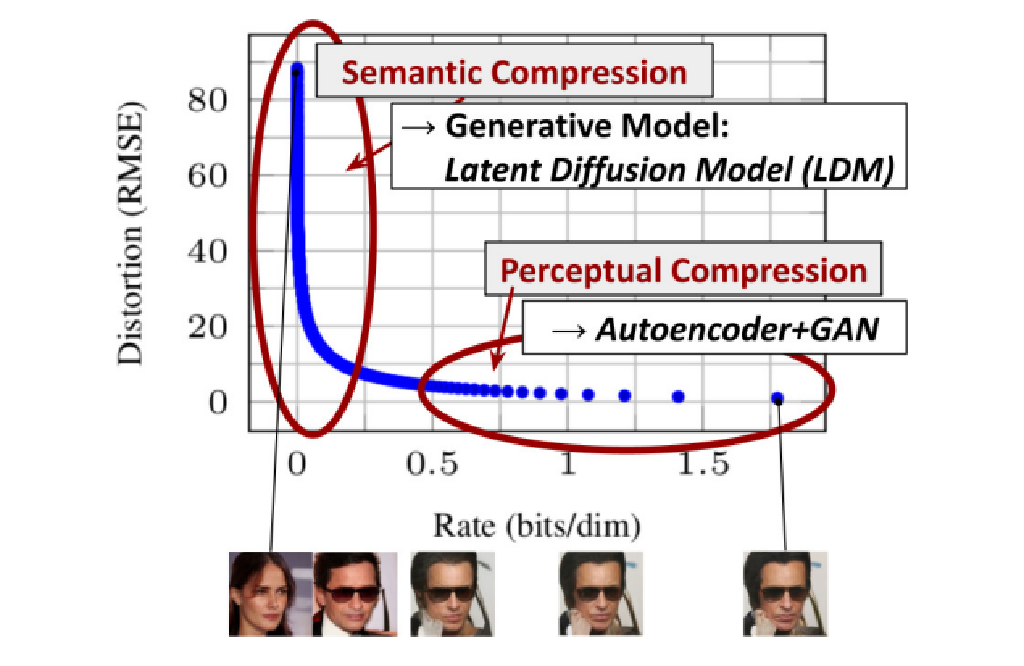 Semantic Compression
→ Generative Model:
Latent Diffusion Model (LDM)
Perceptual Compression
→ Autoencoder+GAN
Distortion (RMSE)
80
60
40
20
0
0 0.5 1 1.5
Rate (bits/dim)